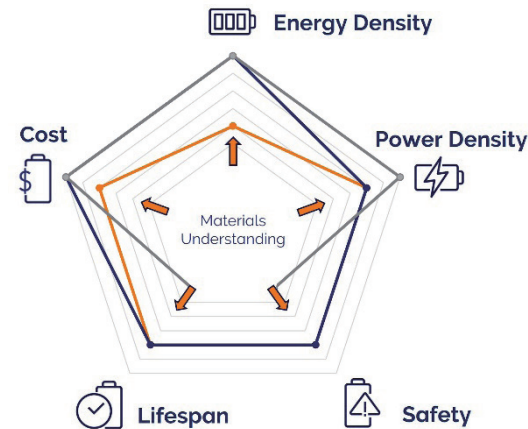 Energy Density
Cost
$
Power Density
Materials
Understanding
Lifespan
Safety